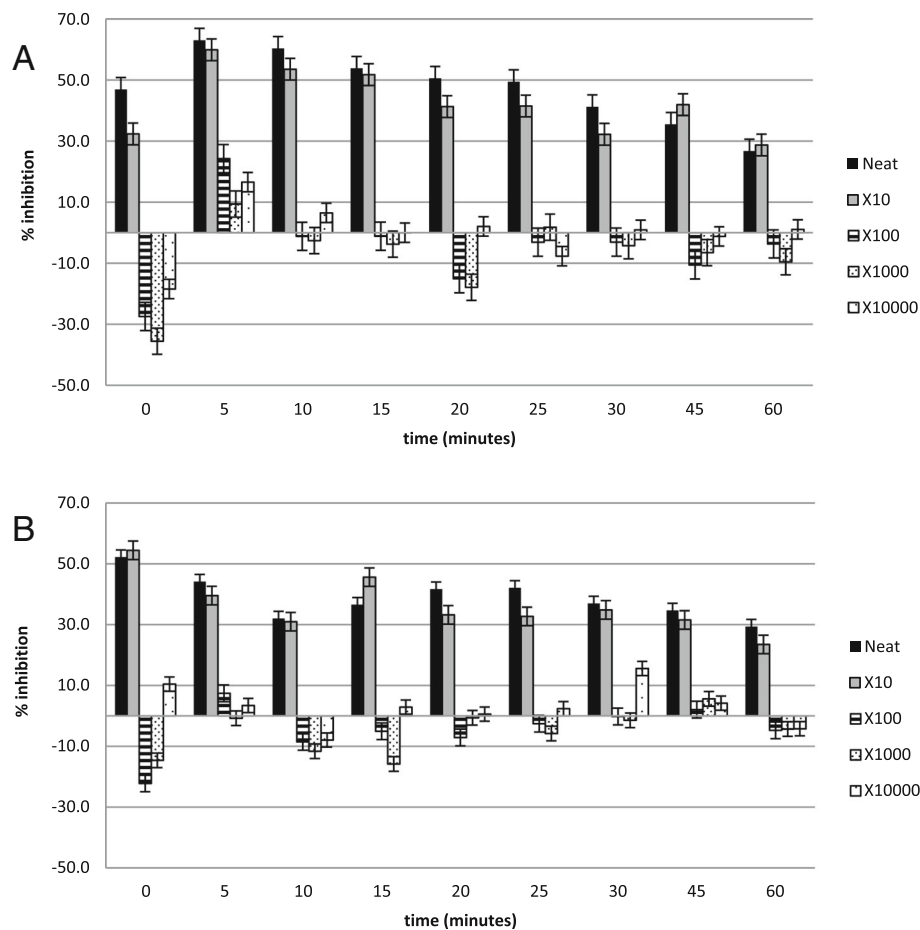 A
70.0
50.0
30.0
10.0
-10.0
-30.0
-50.0
% inhibition
0 5 10 15 20 25 30 45 60
time (minutes)
Neat
X10
X100
X1000
X10000
B
70.0
50.0
30.0
10.0
-10.0
-30.0
-50.0
% inhibition
0 5 10 15 20 25 30 45 60
time (minutes)
Neat
X10
X100
X1000
X10000